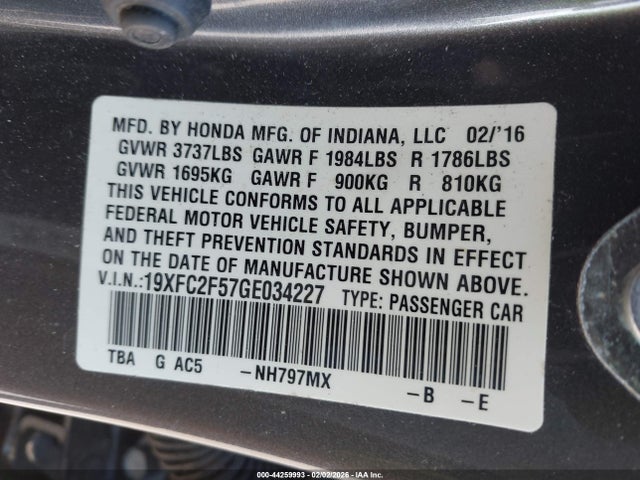 MFD. BY HONDA MFG. OF INDIANA, LLC 02/'16
GVWR 3737LBS GAWR F 1984LBS R 1786LBS
GVWR 1695KG GAWR F 900KG R 810KG
THIS VEHICLE CONFORMS TO ALL APPLICABLE
FEDERAL MOTOR VEHICLE SAFETY, BUMPER,
AND THEFT PREVENTION STANDARDS IN EFFECT
ON THE DATE OF MANUFACTURE SHOWN ABOVE.
V.I.N.:19XFC2F57GE034227 TYPE: PASSENGER CAR
TBA G AC5 -NH797MX -B -E
000-44259993 - 02/02/2026 - IAA Inc.